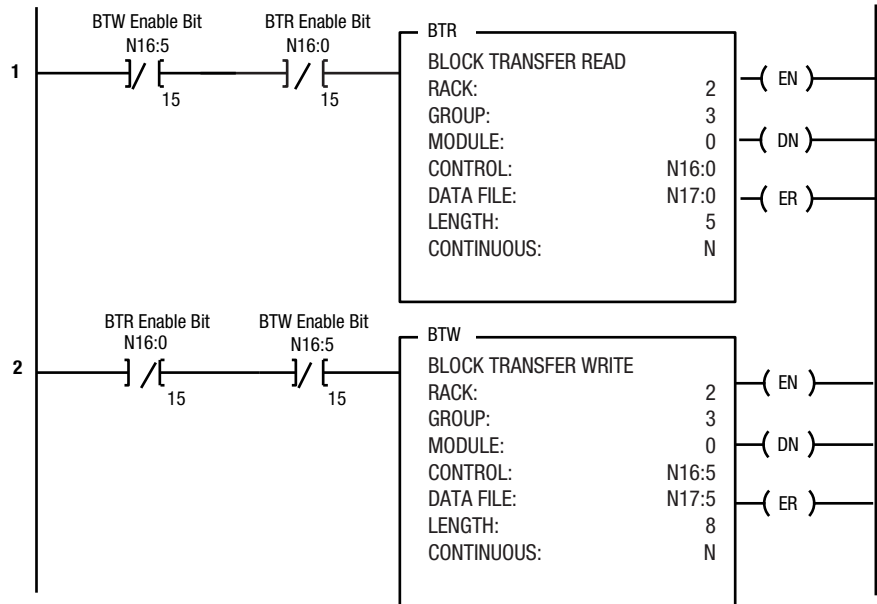 BTW Enable Bit BTR Enable Bit
N16:5 N16:0
1
15 15
BTR
BLOCK TRANSFER READ
RACK: 2
GROUP: 3
MODULE: 0
CONTROL: N16:0
DATA FILE: N17:0
LENGTH: 5
CONTINUOUS: N
EN
DN
ER
BTR Enable Bit BTW Enable Bit
N16:0 N16:5
2
15 15
BTW
BLOCK TRANSFER WRITE
RACK: 2
GROUP: 3
MODULE: 0
CONTROL: N16:5
DATA FILE: N17:5
LENGTH: 8
CONTINUOUS: N
EN
DN
ER